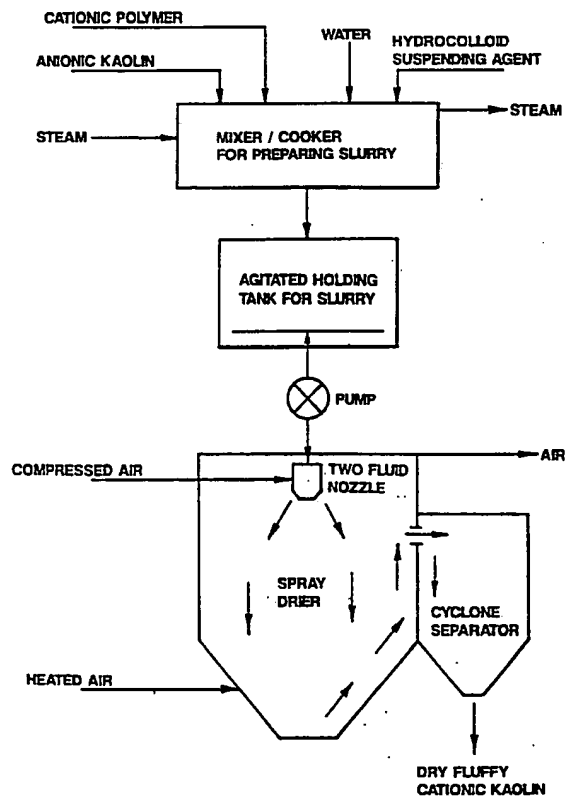 CATIONIC POLYMER
WATER
HYDROCOLLOID
SUSPENDING AGENT
ANIONIC KAOLIN
STEAM
STEAM
MIXER / COOKER
FOR PREPARING SLURRY
AGITATED HOLDING
TANK FOR SLURRY
PUMP
AIR
COMPRESSED AIR
TWO FLUID
NOZZLE
SPRAY
DRIER
CYCLONE
SEPARATOR
HEATED AIR
DRY FLUFFY
CATIONIC KAOLIN